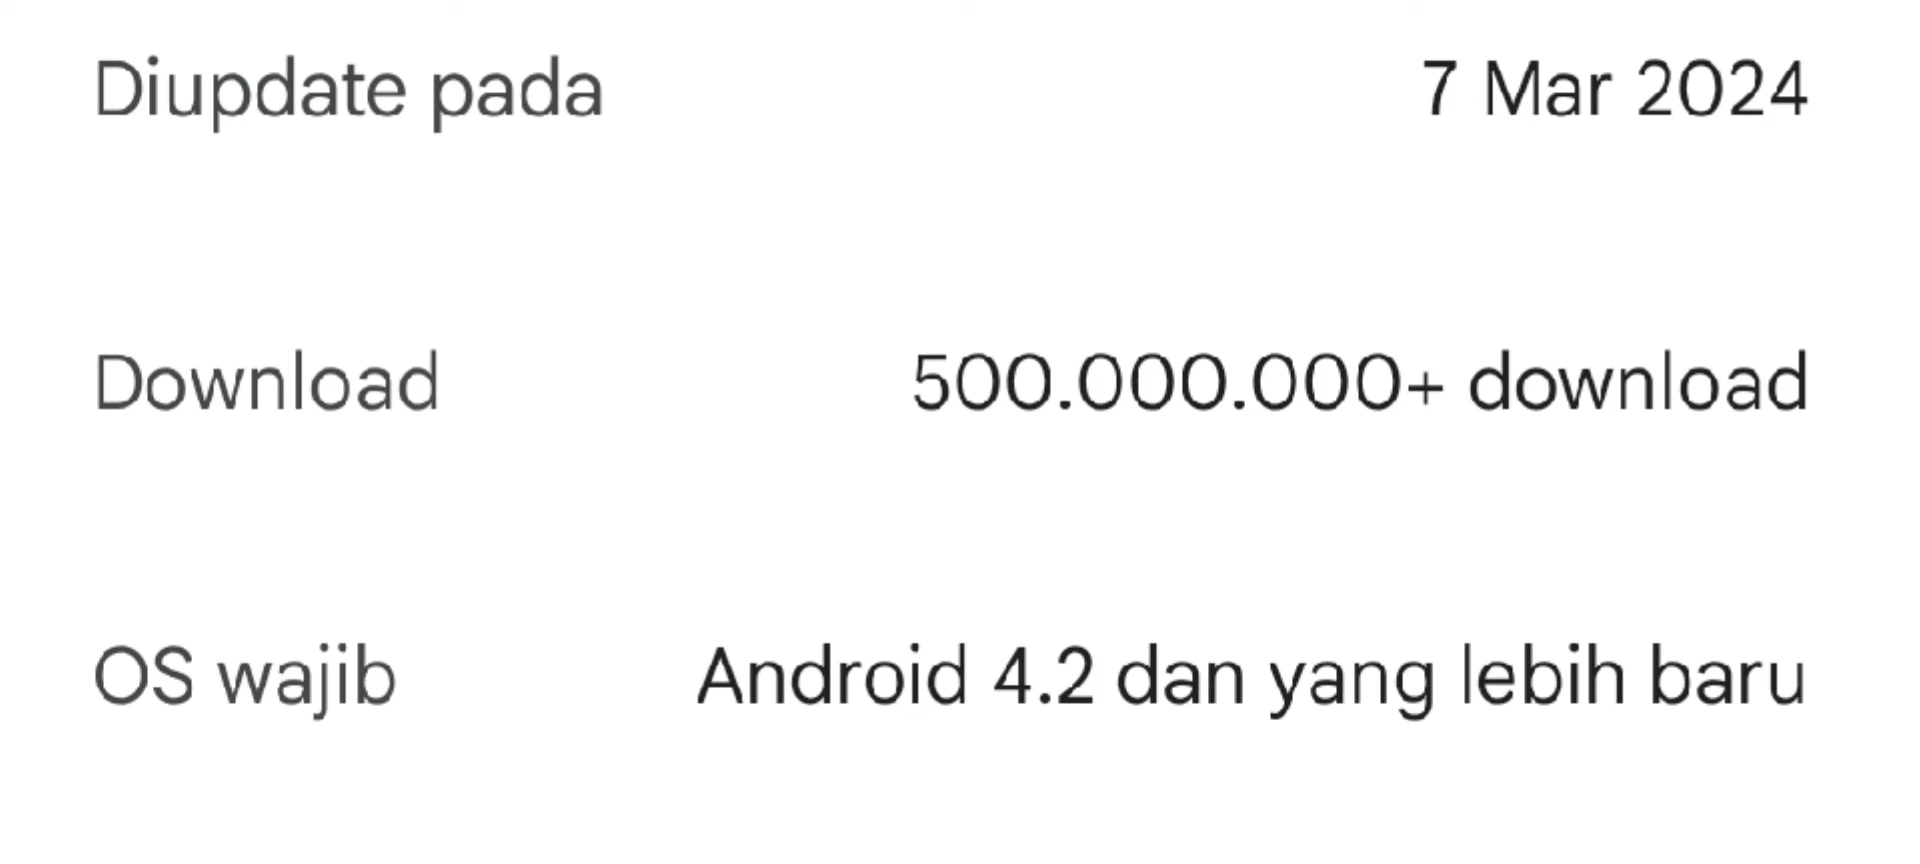 Diupdate pada 7 Mar 2024
Download 500.000.000+ download
OS wajib Android 4.2 dan yang lebih baru